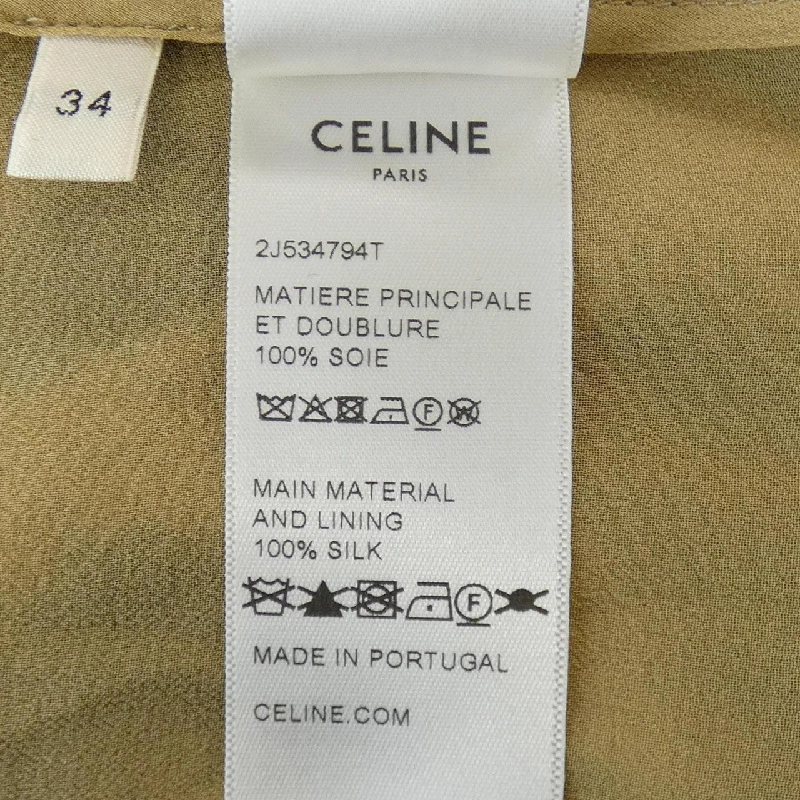 34
CELINE
PARIS
2J534794T
MATIERE PRINCIPALE
ET DOUBLURE
100% SOIE
F W
MAIN MATERIAL
AND LINING
100% SILK
F
MADE IN PORTUGAL
CELINE.COM